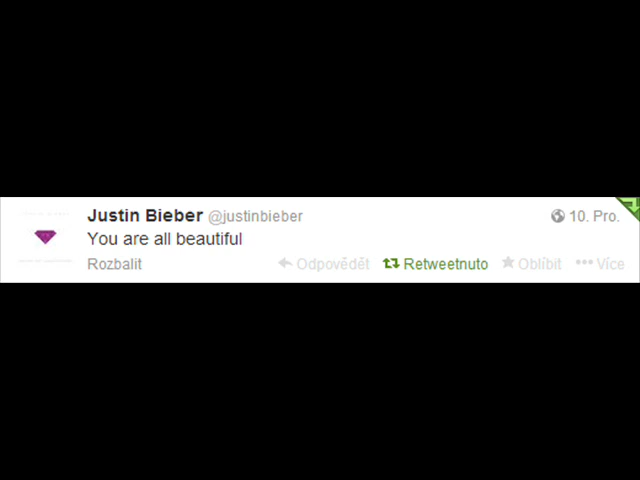 Justin Bieber @justinbieber 10. Pro.
You are all beautiful
Rozbalit Odpovědět Retweetnuto Oblíbit Více